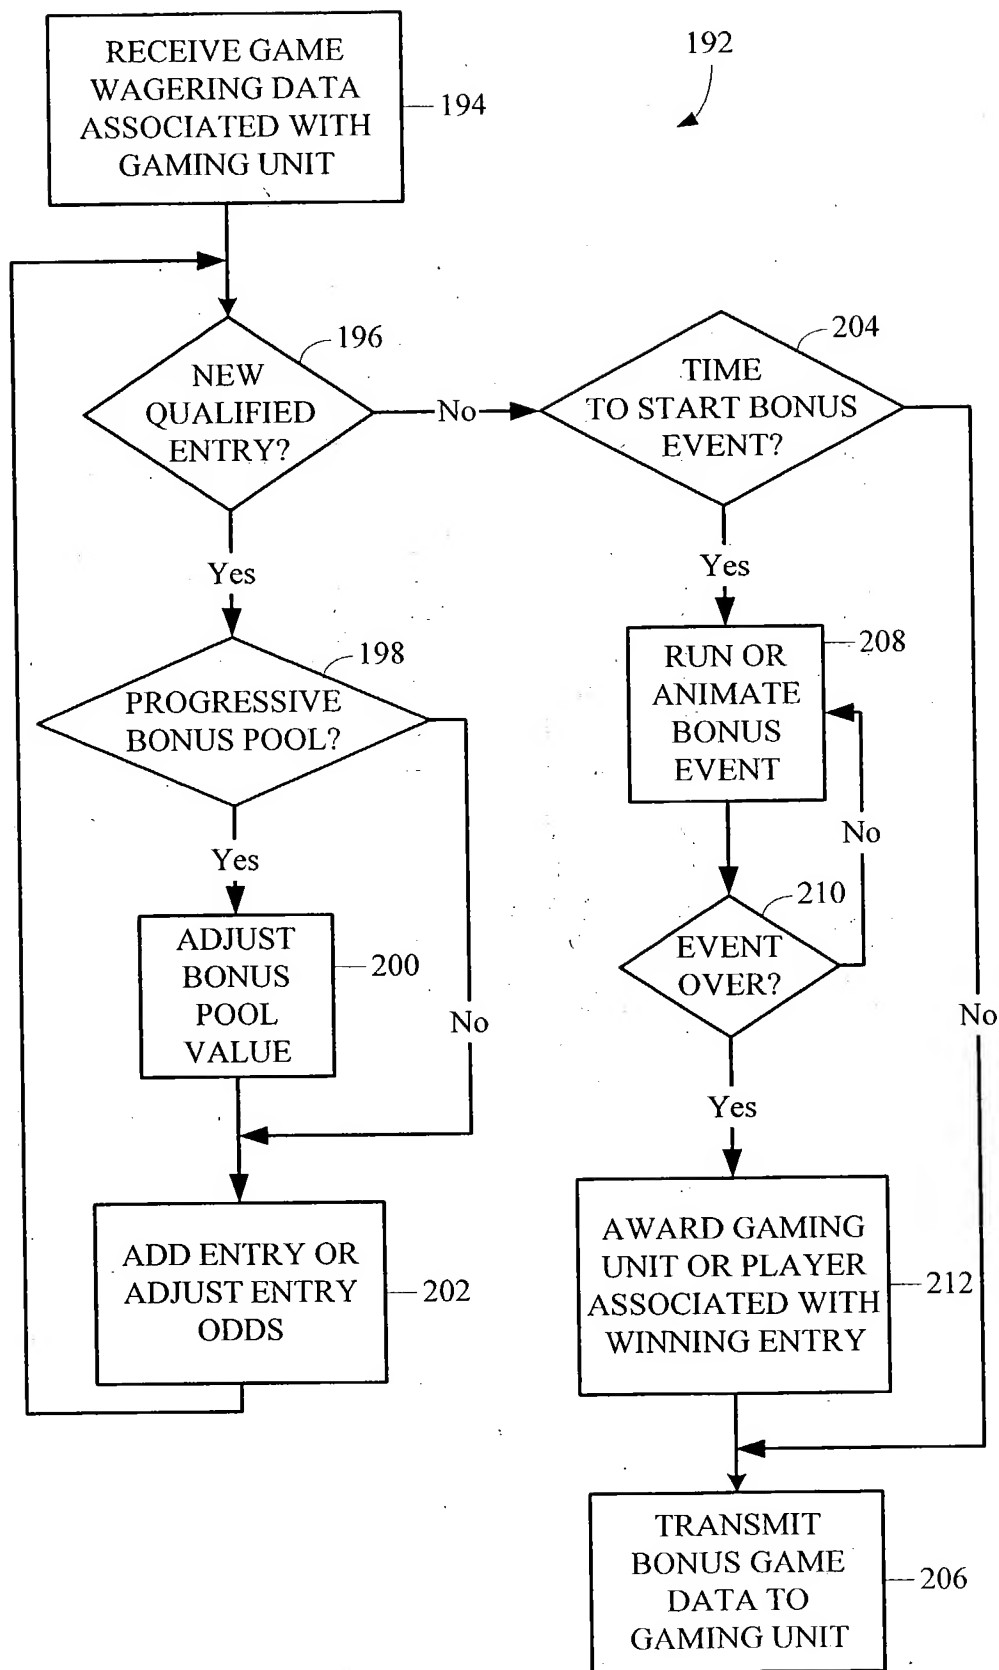 RECEIVE GAME
WAGERING DATA
ASSOCIATED WITH
GAMING UNIT
194
192
NEW
QUALIFIED
ENTRY?
196
No
TIME
TO START BONUS
EVENT?
204
Yes
Yes
PROGRESSIVE
BONUS POOL?
198
RUN OR
ANIMATE
BONUS
EVENT
208
No
Yes
ADJUST
BONUS
POOL
VALUE
200
No
EVENT
OVER?
210
No
Yes
ADD ENTRY OR
ADJUST ENTRY
ODDS
202
AWARD GAMING
UNIT OR PLAYER
ASSOCIATED WITH
WINNING ENTRY
212
TRANSMIT
BONUS GAME
DATA TO
GAMING UNIT
206